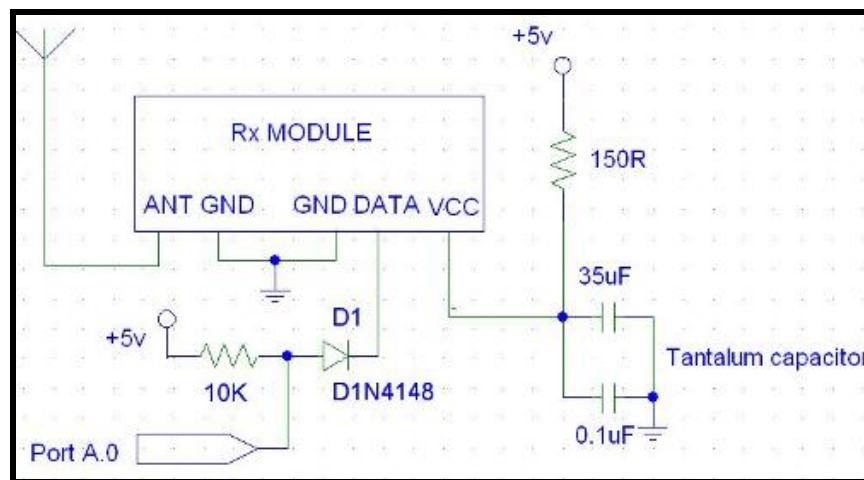 +5v
Rx MODULE
150R
ANT GND GND DATA VCC
35uF
+5v
D1
Tantalum capacitor
10K
D1N4148
0.1uF
Port A.0